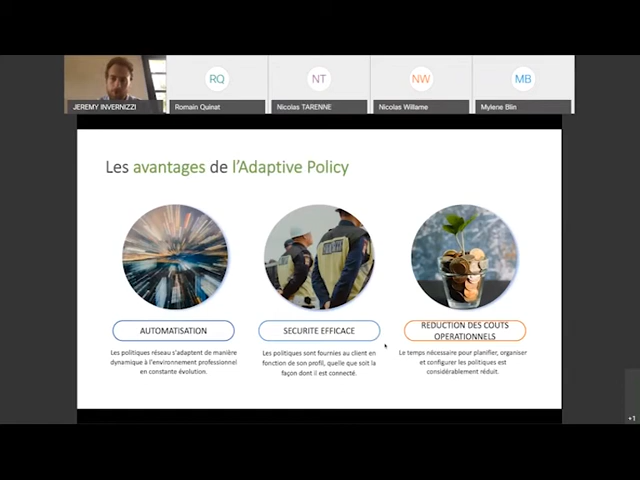 RQ
NT
NW
MB
JEREMY INVERNIZZI
Romain Quinat
Nicolas TARENNE
Nicolas Willame
Mylene Blin
Les avantages de l'Adaptive Policy
AUTOMATISATION
Les politiques réseau s'adaptent de manière
dynamique à l'environnement professionnel
en constante évolution.
SECURITE EFFICACE
Les politiques sont fournies au client en
fonction de son profil, quelle que soit la
façon dont il est connecté.
REDUCTION DES COUTS
OPERATIONNELS
Le temps nécessaire pour planifier, organiser
et configurer les politiques est
considérablement réduit.
+1